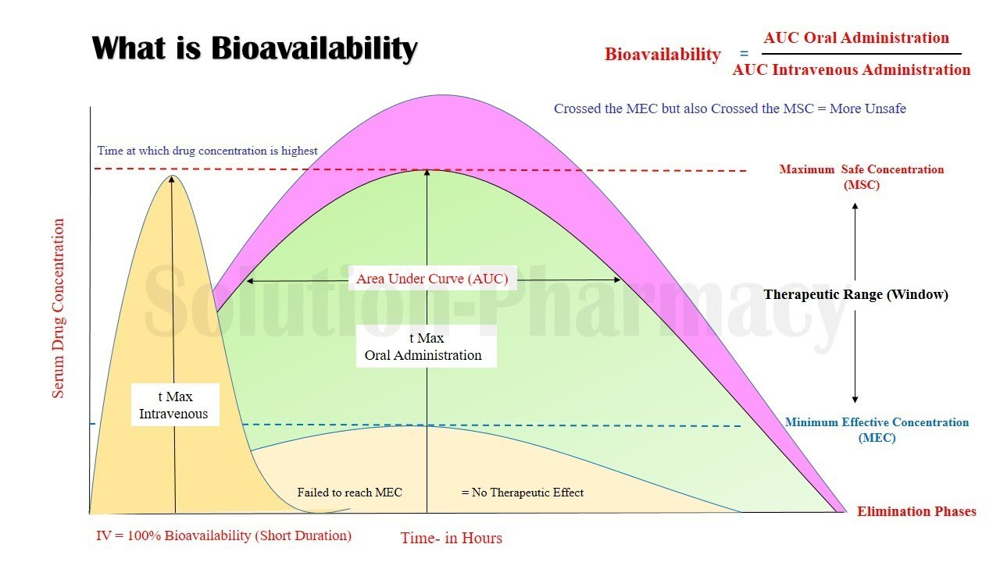 What is Bioavailability
Bioavailability = AUC Oral Administration
AUC Intravenous Administration
Crossed the MEC but also Crossed the MSC = More Unsafe
Time at which drug concentration is highest
Maximum Safe Concentration
(MSC)
Serum Drug Concentration
Area Under Curve (AUC)
Solution-Pharmacy
Therapeutic Range (Window)
t Max
Oral Administration
t Max
Intravenous
Minimum Effective Concentration
(MEC)
Failed to reach MEC = No Therapeutic Effect
Elimination Phases
IV = 100% Bioavailability (Short Duration)
Time- in Hours